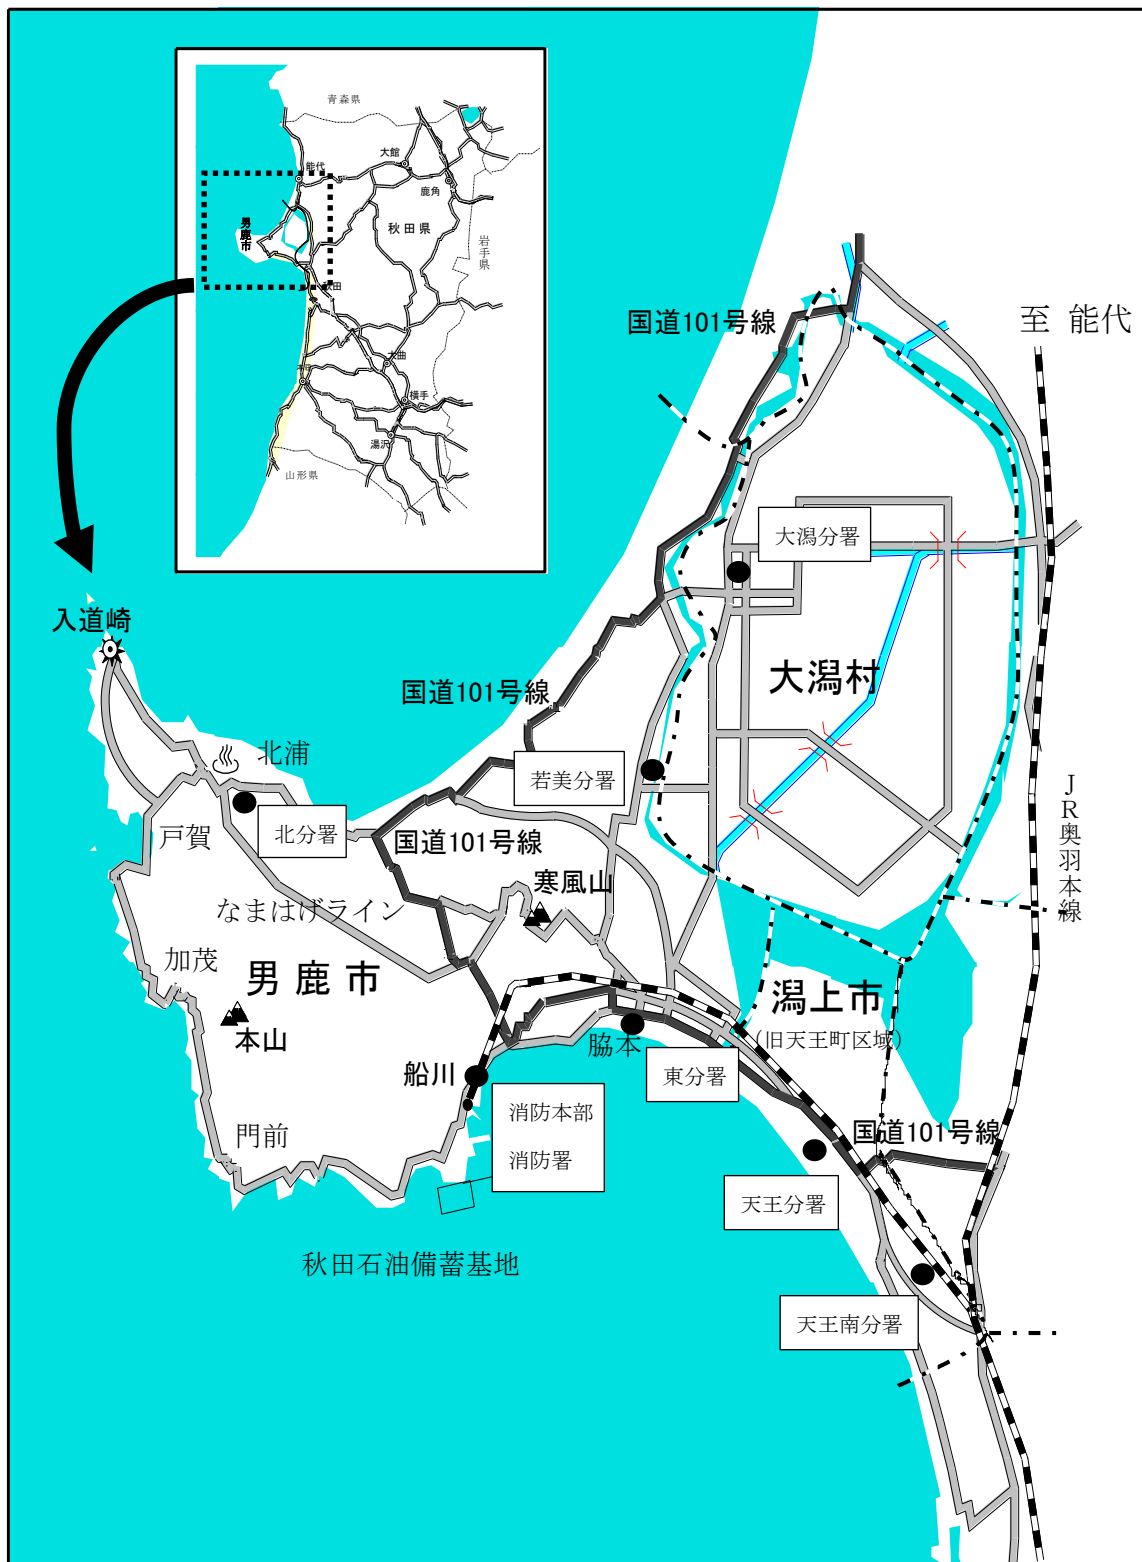 青森県
能代
大館
鹿角
男鹿市
秋田県
岩手県
秋田
大曲
横手
湯沢
山形県
国道101号線
至 能代
大潟分署
入道崎
大潟村
国道101号線
北浦
若美分署
JR奥羽本線
北分署
戸賀
国道101号線
寒風山
なまはげライン
加茂
男鹿市
潟上市
(旧天王町区域)
本山
脇本
船川
東分署
消防本部
消防署
門前
国道101号線
天王分署
秋田石油備蓄基地
天王南分署